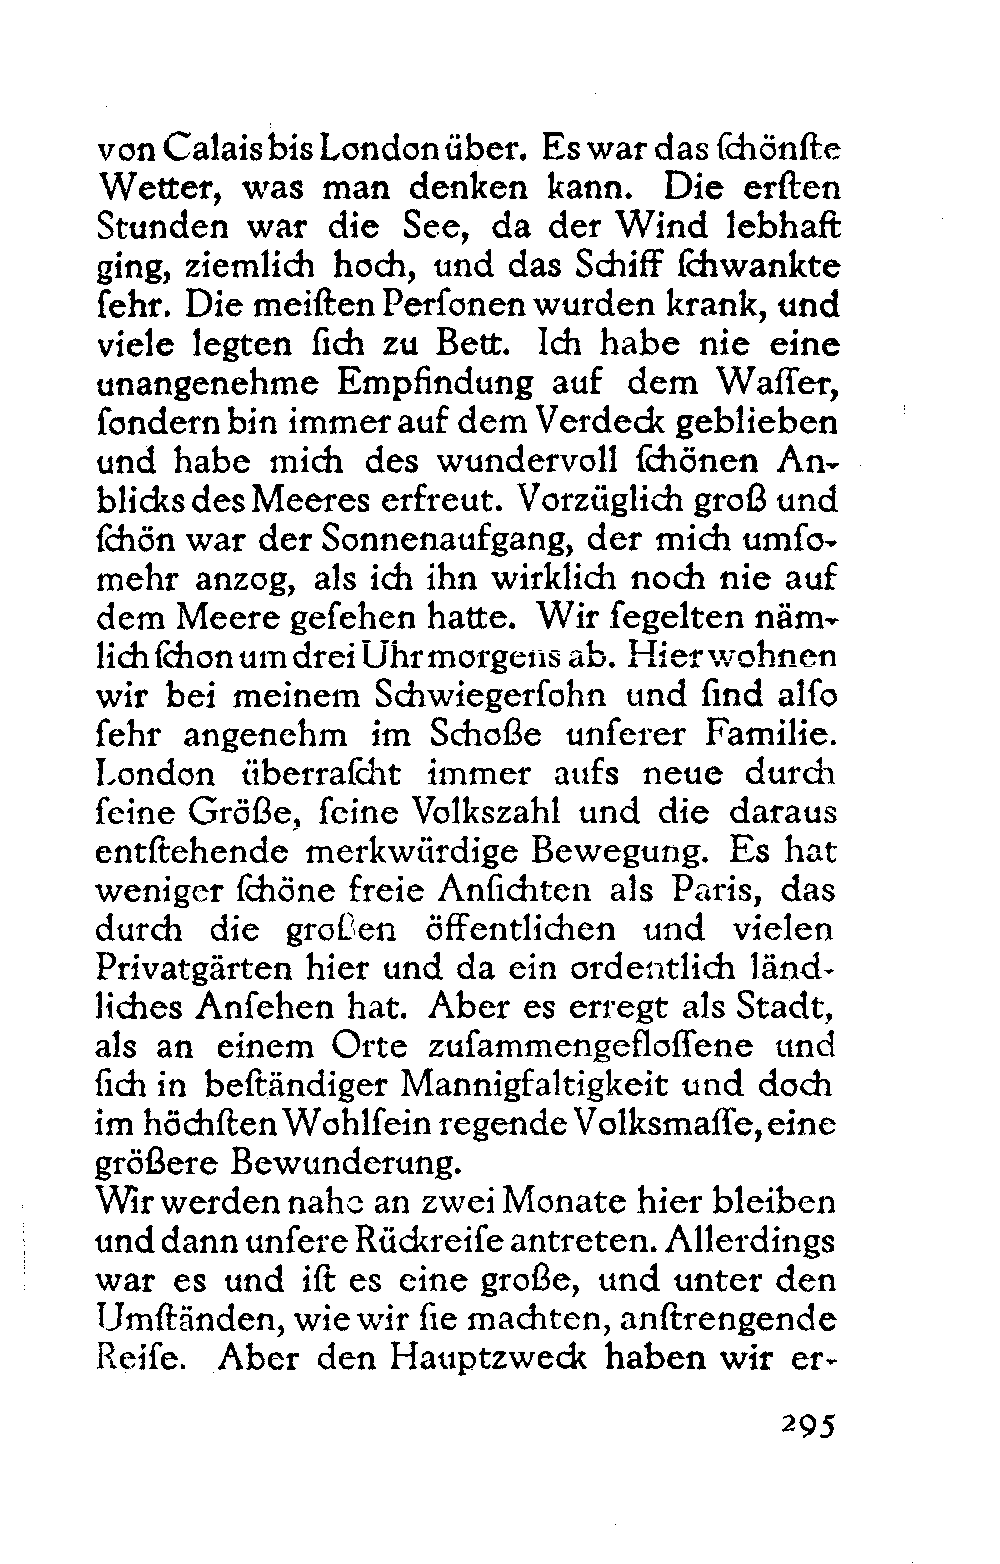 von Calais bis London über. Es war das ſchönſte
Wetter, was man denken kann. Die erſten
Stunden war die See, da der Wind lebhaft
ging, ziemlich hoch, und das Schiff ſchwankte
ſehr. Die meiſten Perſonen wurden krank, und
viele legten ſich zu Bett. Ich habe nie eine
unangenehme Empfindung auf dem Waſſer,
ſondern bin immer auf dem Verdeck geblieben
und habe mich des wundervoll ſchönen An-
blicks des Meeres erfreut. Vorzüglich groß und
ſchön war der Sonnenaufgang, der mich umſo-
mehr anzog, als ich ihn wirklich noch nie auf
dem Meere geſehen hatte. Wir ſegelten näm-
lich ſchon um drei Uhr morgens ab. Hier wohnen
wir bei meinem Schwiegerſohn und ſind alſo
ſehr angenehm im Schoße unſerer Familie.
London überraſcht immer aufs neue durch
ſeine Größe, ſeine Volkszahl und die daraus
entſtehende merkwürdige Bewegung. Es hat
weniger ſchöne freie Anſichten als Paris, das
durch die großen öffentlichen und vielen
Privatgärten hier und da ein ordentlich länd-
liches Anſehen hat. Aber es erregt als Stadt,
als an einem Orte zuſammengefloſſene und
ſich in beſtändiger Mannigfaltigkeit und doch
im höchſten Wohlſein regende Volksmaſſe, eine
größere Bewunderung.
Wir werden nahe an zwei Monate hier bleiben
und dann unſere Rückreiſe antreten. Allerdings
war es und iſt es eine große, und unter den
Umſtänden, wie wir ſie machten, anſtrengende
Reiſe. Aber den Hauptzweck haben wir er-
295